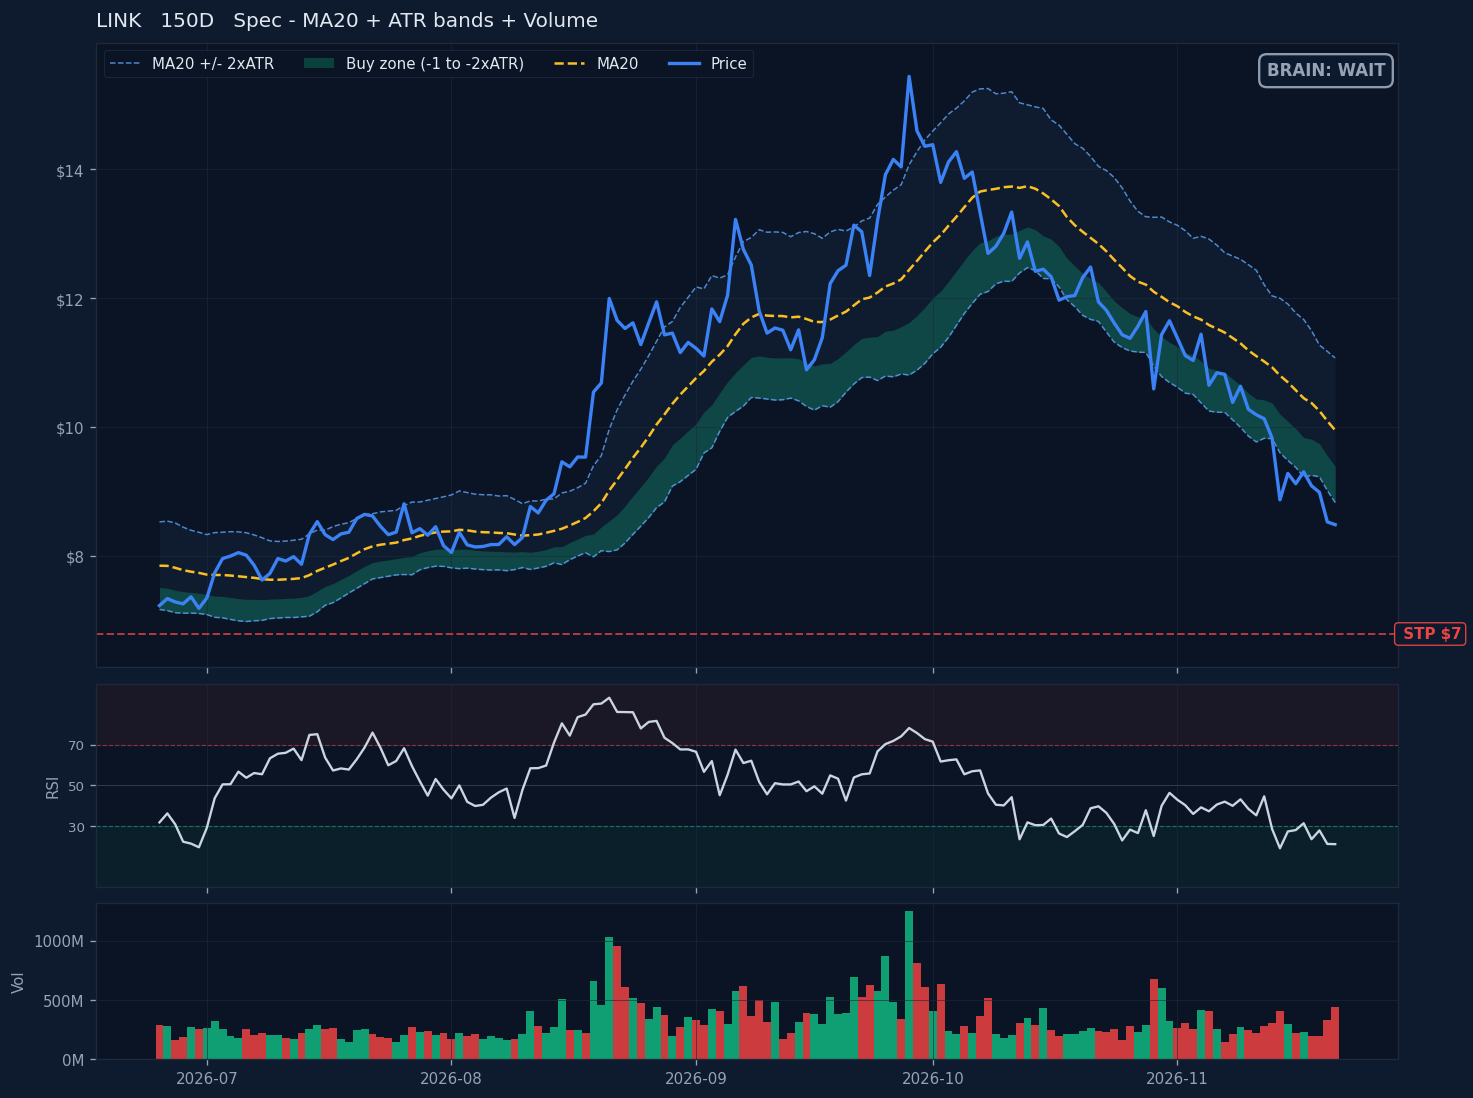 LINK   150D   Spec - MA20 + ATR bands + Volume
MA20 +/- 2xATR   Buy zone (-1 to -2xATR)   MA20   Price
BRAIN: WAIT
$14
$12
$10
$8
STP $7
RSI
70
50
30
Vol
1000M
500M
0M
2026-07   2026-08   2026-09   2026-10   2026-11